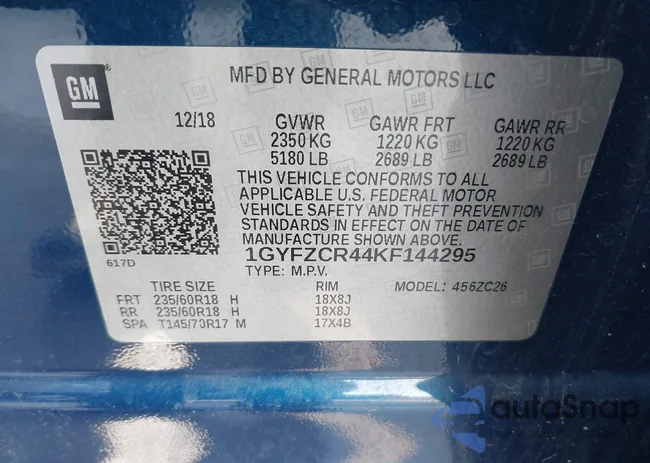 GM
MFD BY GENERAL MOTORS LLC
12/18 GVWR GAWR FRT GAWR RR
2350 KG 1220 KG 1220 KG
5180 LB 2689 LB 2689 LB
THIS VEHICLE CONFORMS TO ALL
APPLICABLE U.S. FEDERAL MOTOR
VEHICLE SAFETY AND THEFT PREVENTION
STANDARDS IN EFFECT ON THE DATE OF
MANUFACTURE SHOWN ABOVE.
617D 1GYFZCR44KF144295
TYPE: M.P.V.
TIRE SIZE RIM MODEL: 456ZC26
FRT 235/60R18 H 18X8J
RR 235/60R18 H 18X8J
SPA T145/70R17 M 17X4B
autoSnap